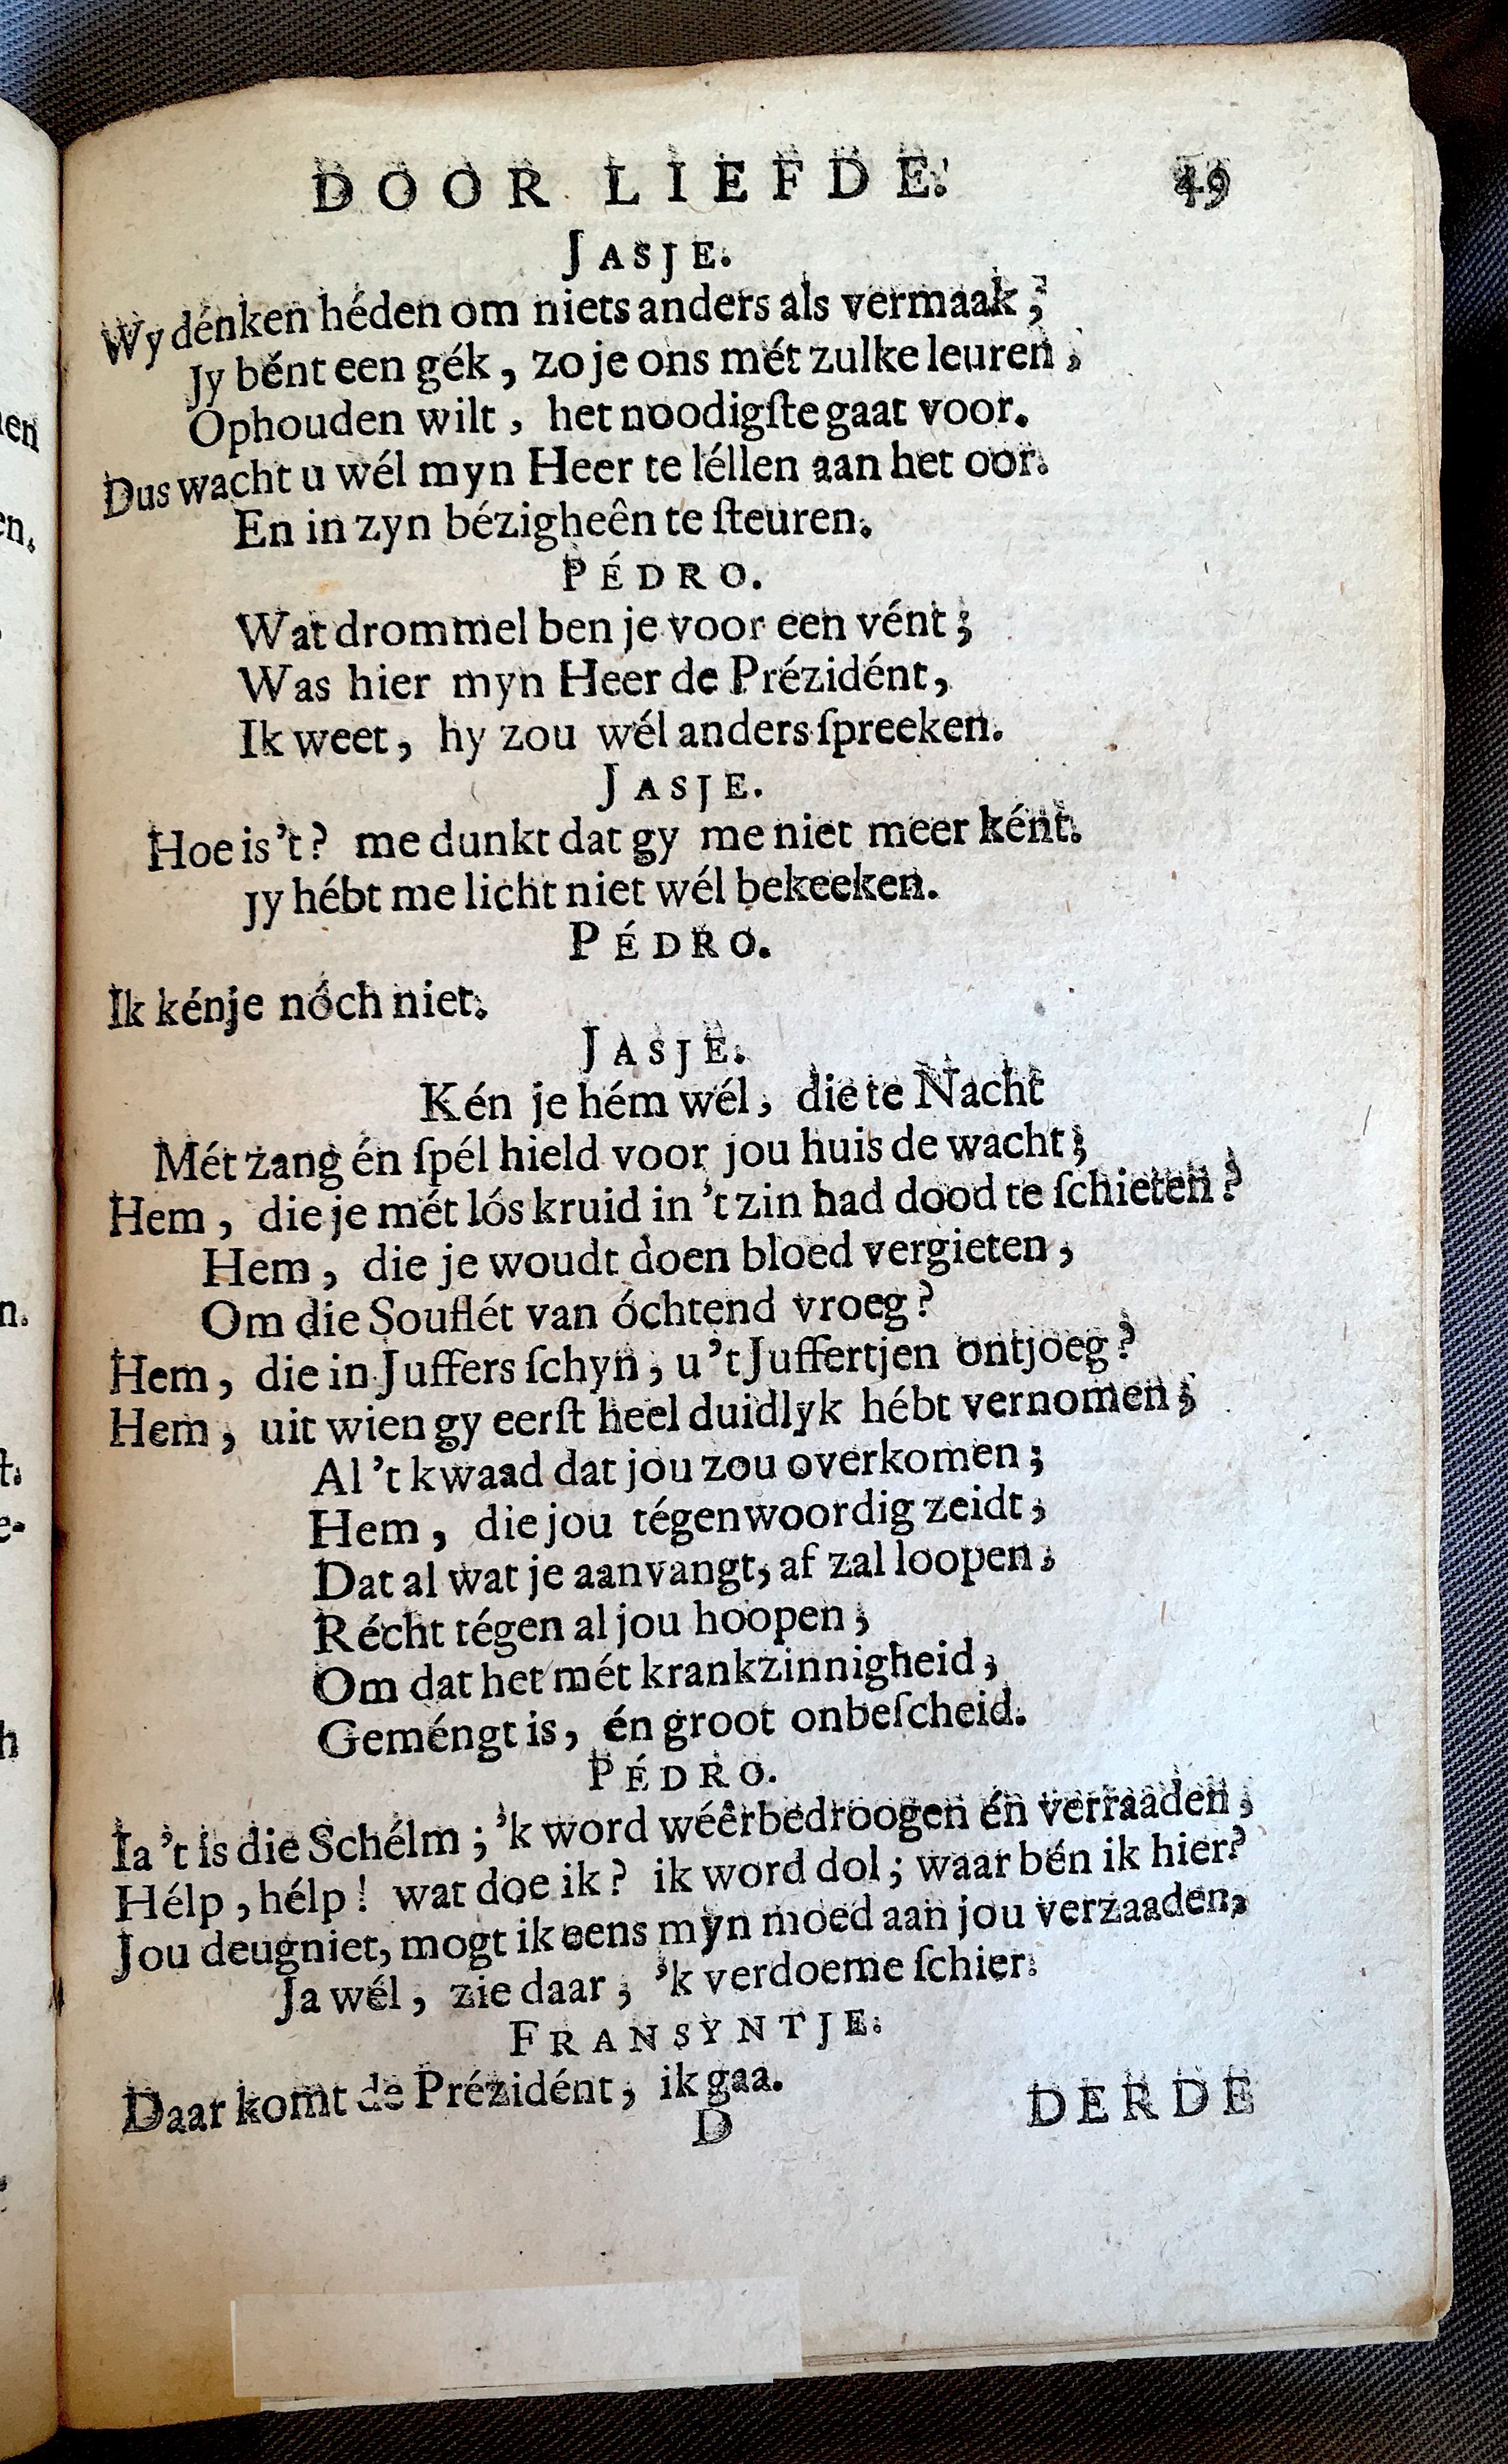 DOOR LIEFDE. 49
JASJE.
Wy dénken héden om niets anders als vermaak;
Jy bént een gék, zo je ons mét zulke leuren,
Ophouden wilt, het noodigſte gaat voor.
Dus wacht u wél myn Heer te léllen aan het oor.
En in zyn bézigheên te ſteuren.
PÉDRO.
Wat drommel ben je voor een vént;
Was hier myn Heer de Prézidént,
Ik weet, hy zou wél anders ſpreeken.
JASJE.
Hoe is 't? me dunkt dat gy me niet meer ként.
Jy hébt me licht niet wél bekeeken.
PÉDRO.
Ik kénje nóch niet.
JASJE.
Kén je hém wél, die te Nacht
Mét zang én ſpél hield voor jou huis de wacht;
Hem, die je mét lós kruid in 't zin had dood te ſchieten?
Hem, die je woudt doen bloed vergieten,
Om die Souflét van óchtend vroeg?
Hem, die in Juffers ſchyn, u 't Juffertjen ontjoeg?
Hem, uit wien gy eerſt heel duidlyk hébt vernomen;
Al 't kwaad dat jou zou overkomen;
Hem, die jou tégenwoordig zeidt;
Dat al wat je aanvangt, af zal loopen;
Récht tégen al jou hoopen;
Om dat het mét krankzinnigheid;
Geméngt is, én groot onbeſcheid.
PÉDRO.
Ia 't is die Schélm; 'k word wéêrbedroogen én verraaden;
Hélp, hélp! wat doe ik? ik word dol; waar bén ik hier?
Jou deugniet, mogt ik eens myn moed aan jou verzaaden,
Ja wél, zie daar; 'k verdoeme ſchier.
FRANSYNTJE.
Daar komt de Prézidént, ik gaa.
D DERDE